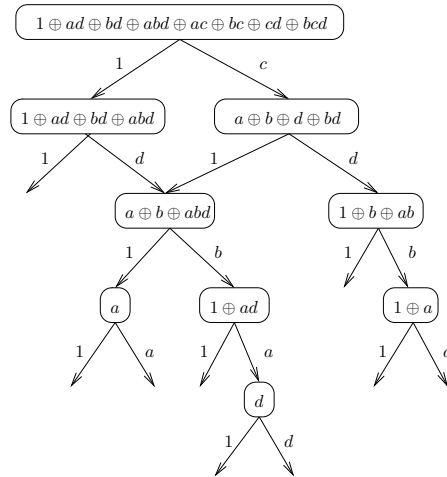 1 ⊕ ad ⊕ bd ⊕ abd ⊕ ac ⊕ bc ⊕ cd ⊕ bcd
1 c
1 ⊕ ad ⊕ bd ⊕ abd a ⊕ b ⊕ d ⊕ bd
1 d 1 d
a ⊕ b ⊕ abd 1 ⊕ b ⊕ ab
1 b 1 b
a 1 ⊕ ad 1 ⊕ a
1 a 1 a 1
d
1 d